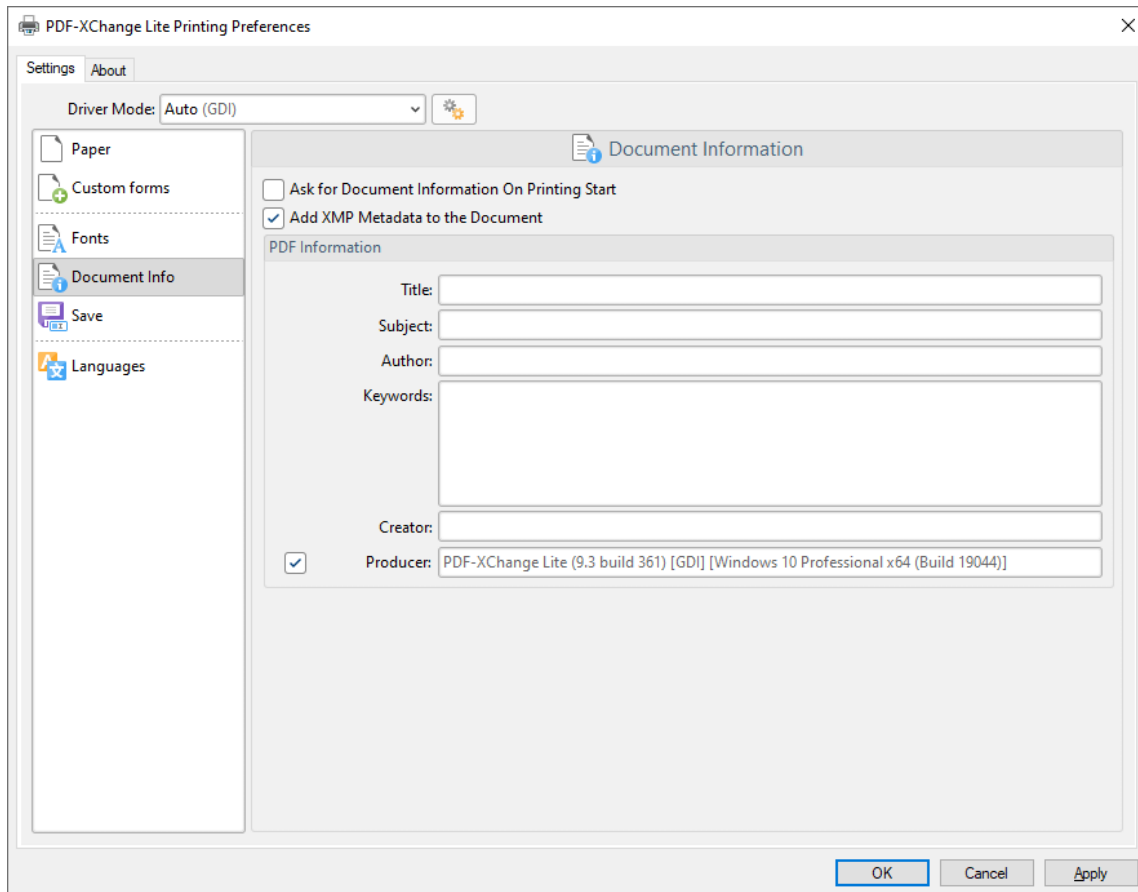 PDF-XChange Lite Printing Preferences
Settings
About
Driver Mode: Auto (GDI)
Paper
Custom forms
Fonts
Document Info
Save
Languages
Document Information
Ask for Document Information On Printing Start
Add XMP Metadata to the Document
PDF Information
Title:
Subject:
Author:
Keywords:
Creator:
Producer: PDF-XChange Lite (9.3 build 361) [GDI] [Windows 10 Professional x64 (Build 19044)]
OK
Cancel
Apply